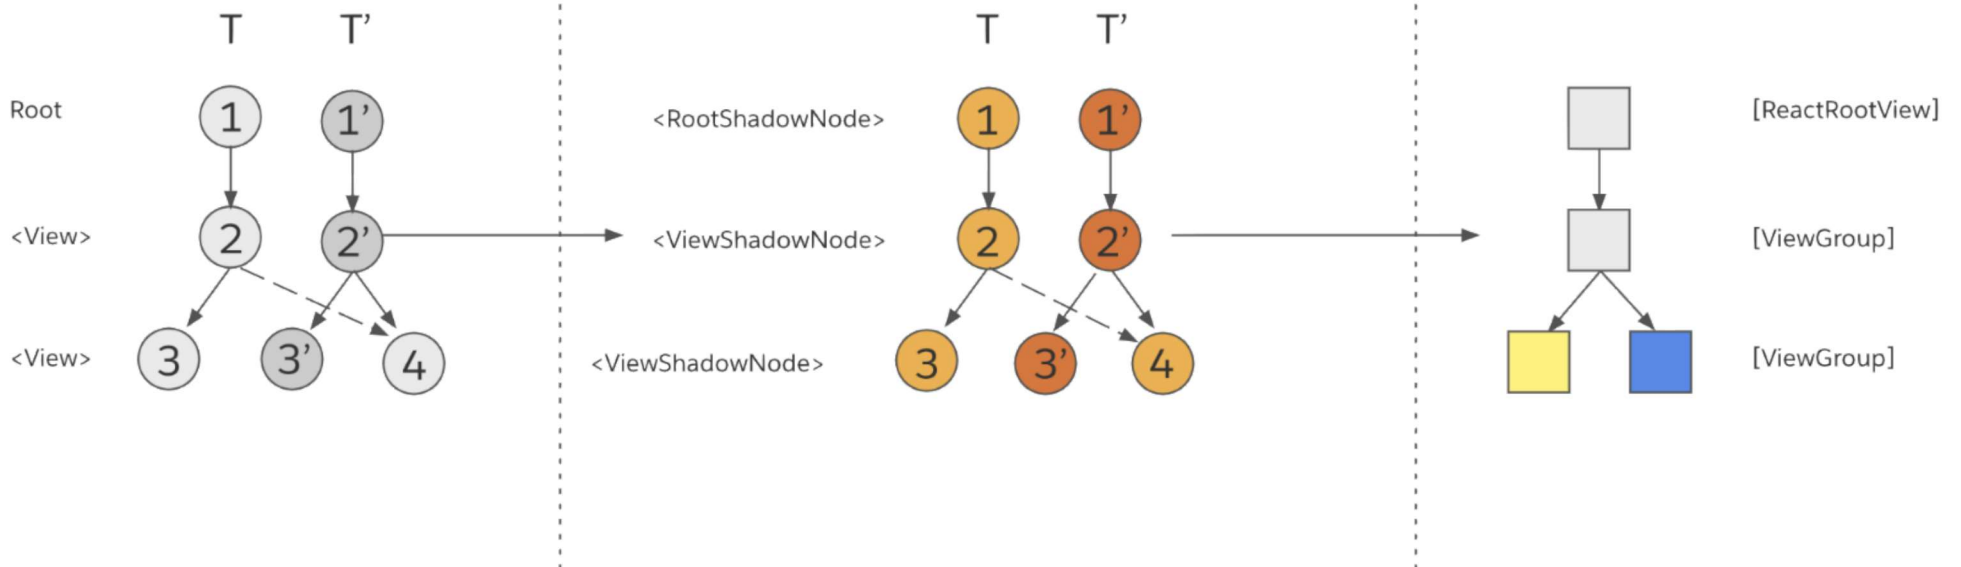 T T’ T T’
Root 1 1’ <RootShadowNode> 1 1’ [ReactRootView]
<View> 2 2’ <ViewShadowNode> 2 2’ [ViewGroup]
<View> 3 3’ 4 <ViewShadowNode> 3 3’ 4 [ViewGroup]